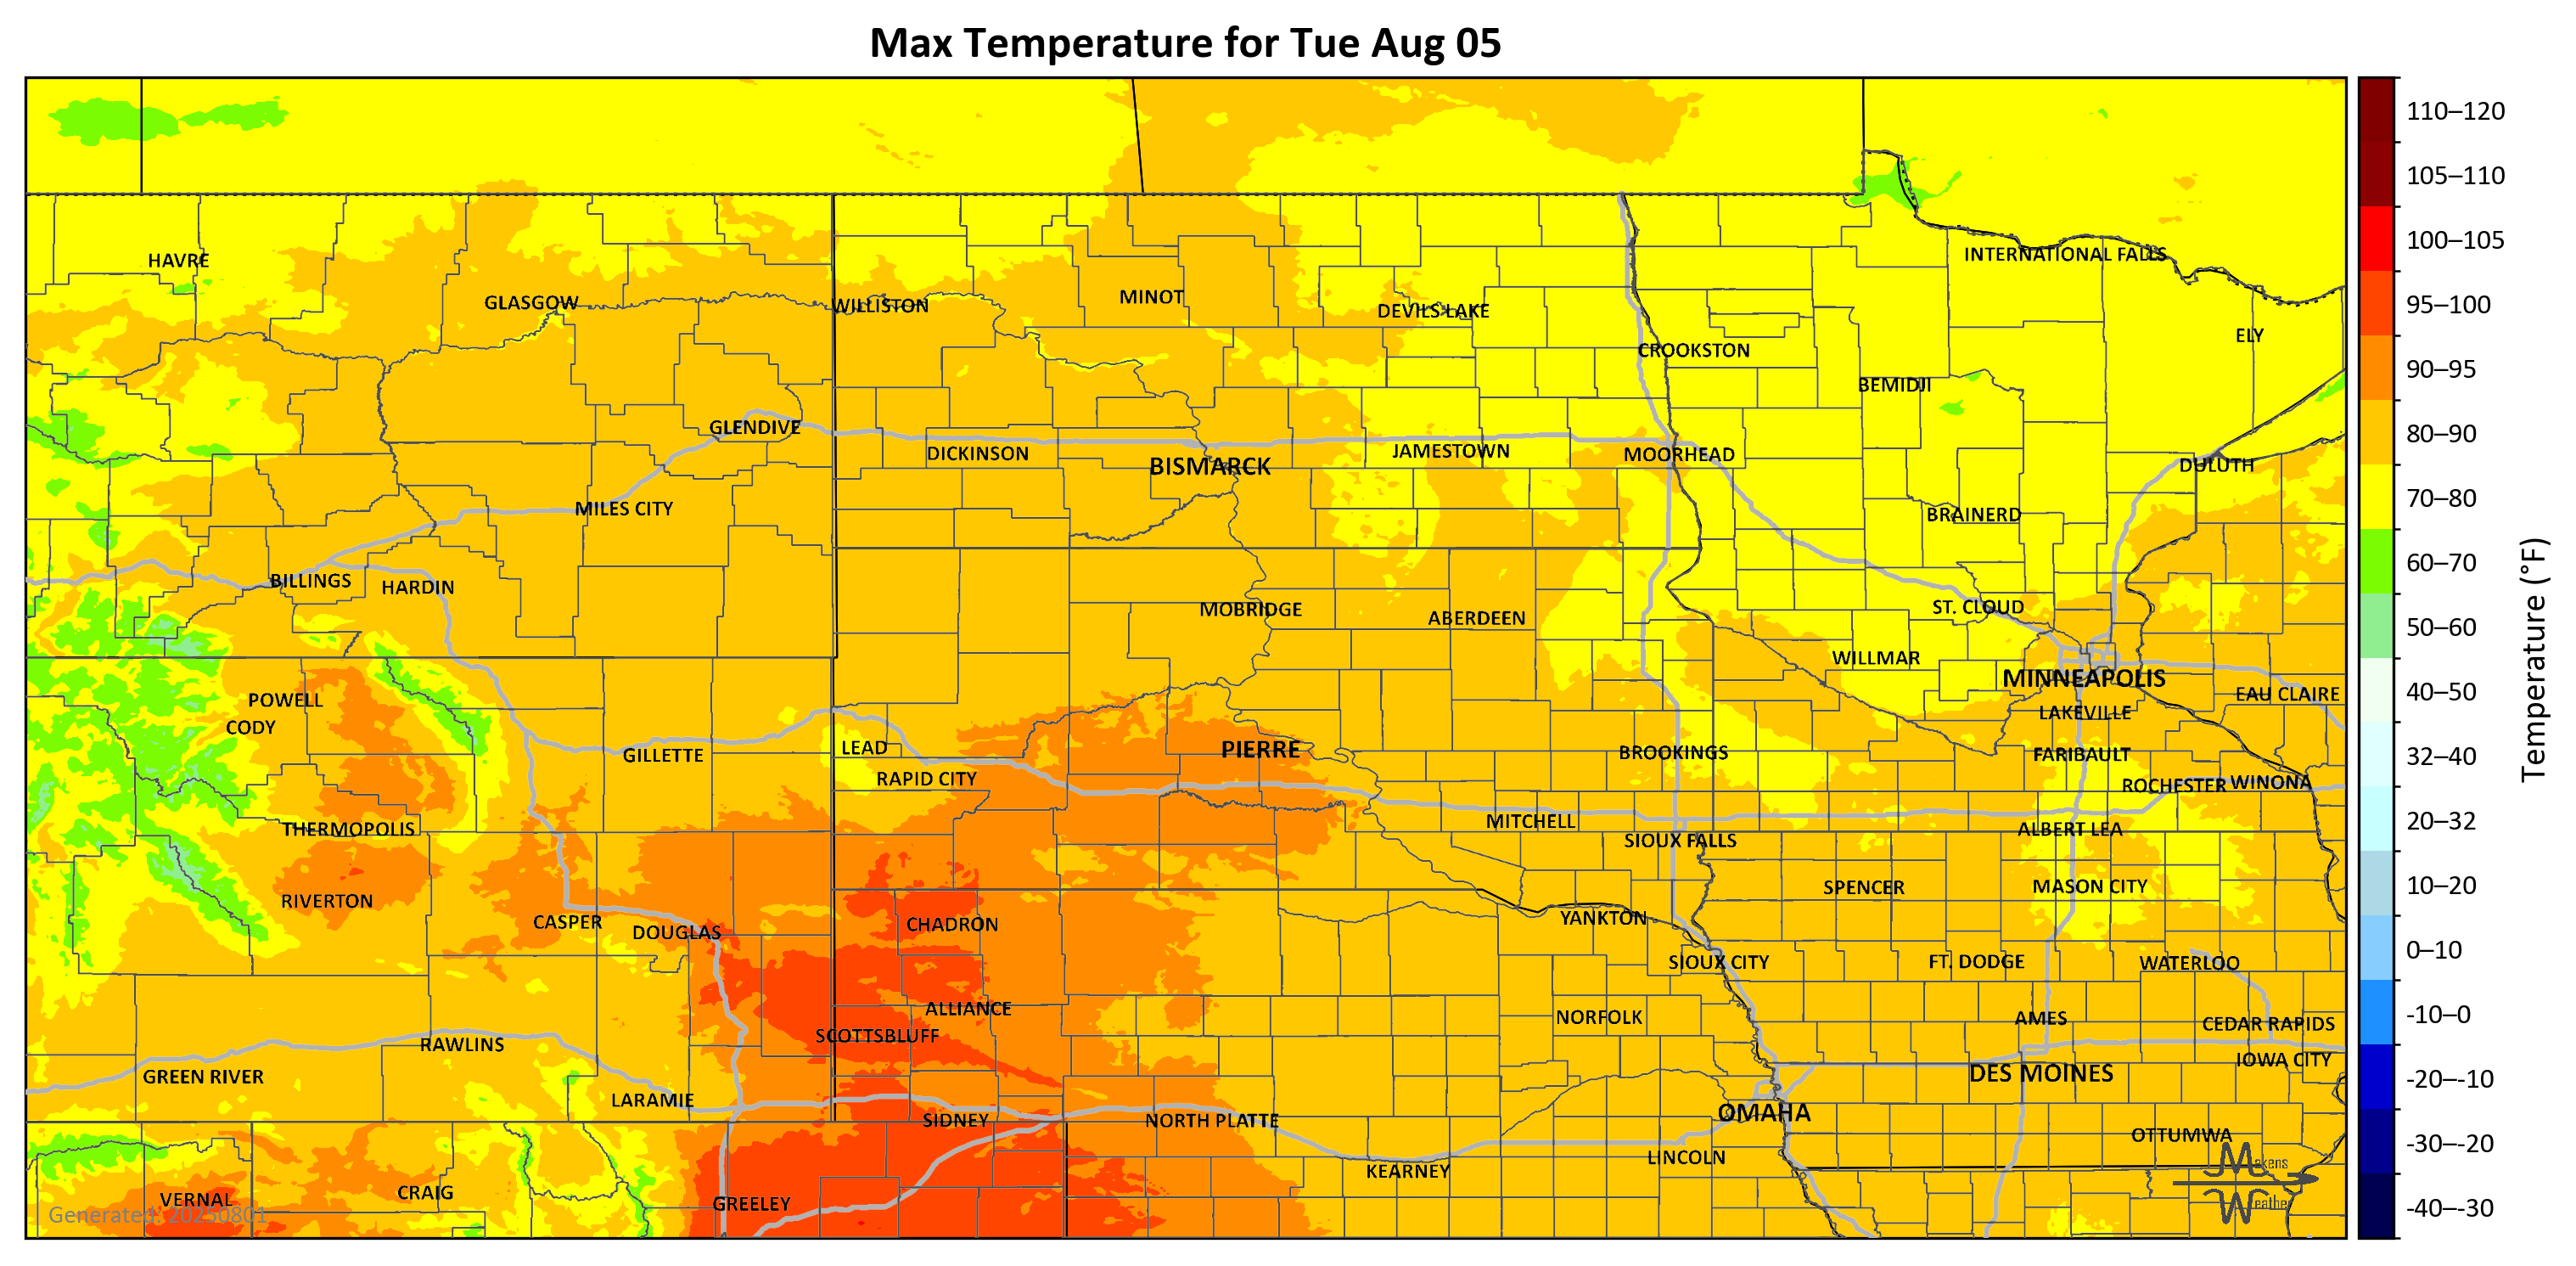 Max Temperature for Tue Aug 05
110–120
105–110
100–105
95–100
90–95
80–90
70–80
60–70
50–60
40–50
32–40
20–32
10–20
0–10
-10–0
-20–-10
-30–-20
-40–-30
Temperature (°F)
HAVRE
INTERNATIONAL FALLS
GLASGOW
WILLISTON
MINOT
DEVILS LAKE
ELY
CROOKSTON
BEMIDJI
GLENDIVE
DICKINSON
BISMARCK
JAMESTOWN
MOORHEAD
DULUTH
MILES CITY
BRAINERD
BILLINGS
HARDIN
MOBRIDGE
ABERDEEN
ST. CLOUD
WILLMAR
MINNEAPOLIS
POWELL
EAU CLAIRE
CODY
LAKEVILLE
GILLETTE
LEAD
PIERRE
BROOKINGS
FARIBAULT
RAPID CITY
ROCHESTER
WINONA
THERMOPOLIS
MITCHELL
SIOUX FALLS
ALBERT LEA
RIVERTON
SPENCER
MASON CITY
CASPER
DOUGLAS
CHADRON
YANKTON
SIOUX CITY
FT. DODGE
WATERLOO
ALLIANCE
NORFOLK
AMES
CEDAR RAPIDS
SCOTTSBLUFF
RAWLINS
IOWA CITY
GREEN RIVER
DES MOINES
LARAMIE
SIDNEY
NORTH PLATTE
OMAHA
OTTUMWA
LINCOLN
KEARNEY
VERNAL
CRAIG
GREELEY
Generated: 20250801
Makens
Weather